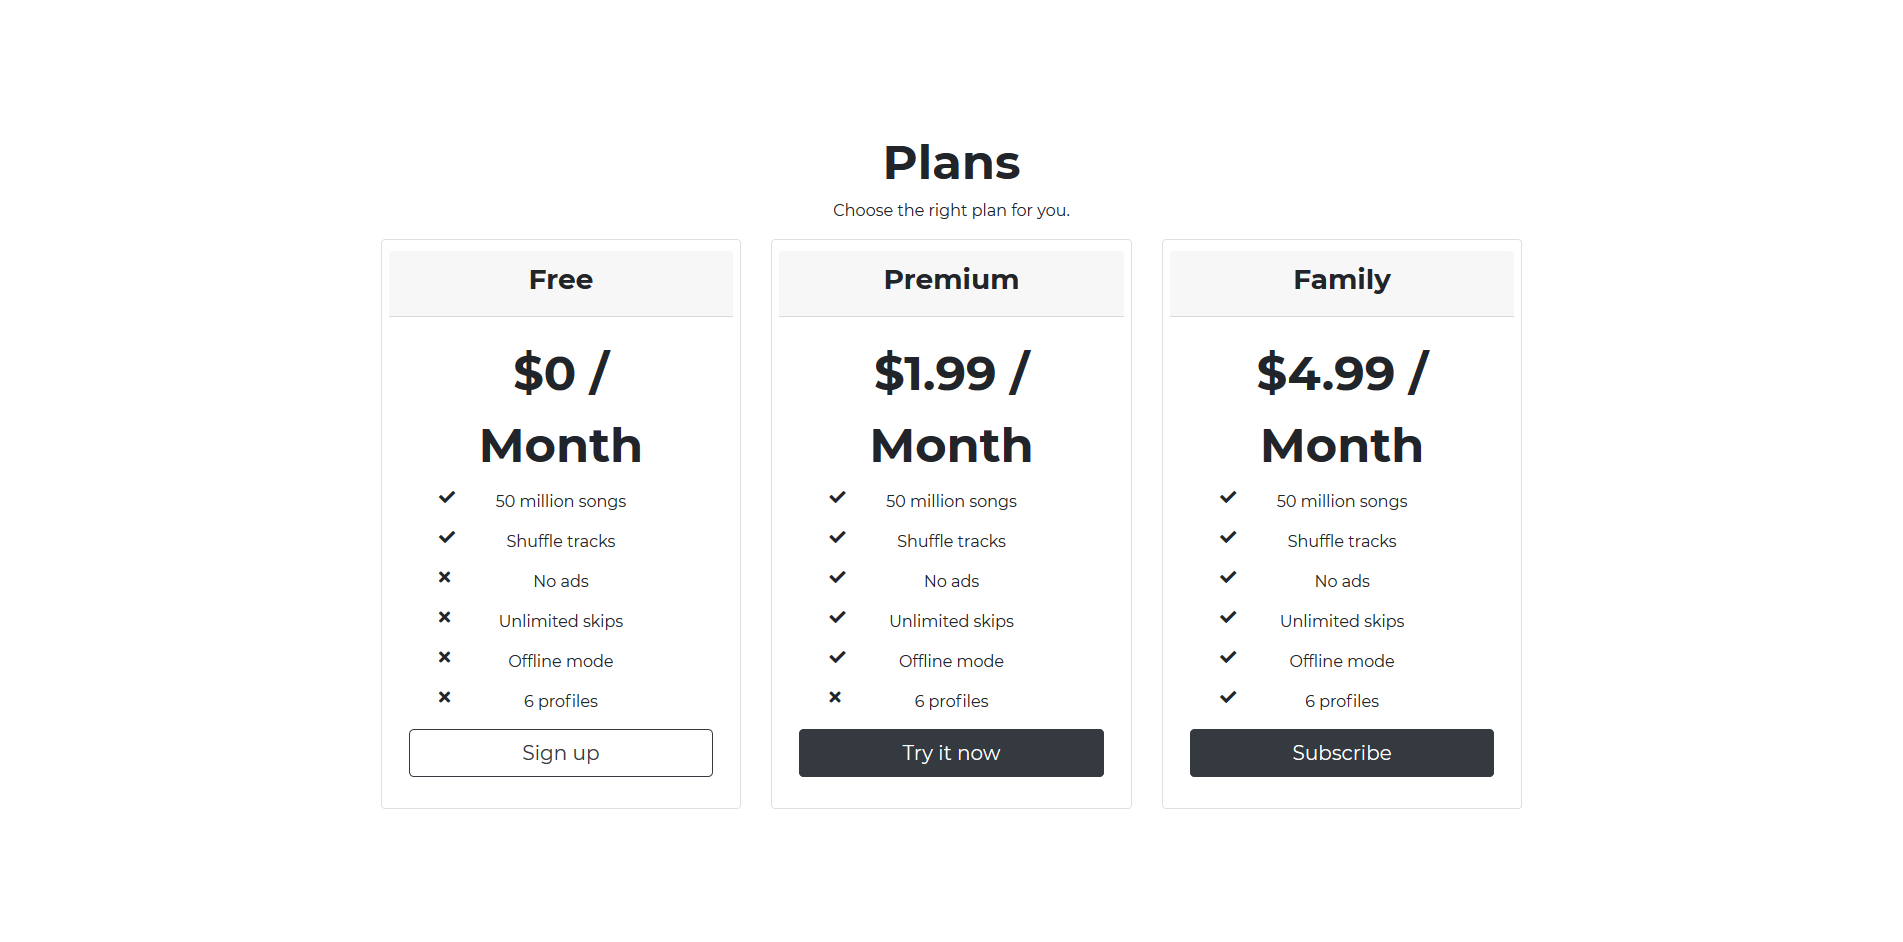 Plans
Choose the right plan for you.
Free
$0 /
Month
50 million songs
Shuffle tracks
No ads
Unlimited skips
Offline mode
6 profiles
Sign up
Premium
$1.99 /
Month
50 million songs
Shuffle tracks
No ads
Unlimited skips
Offline mode
6 profiles
Try it now
Family
$4.99 /
Month
50 million songs
Shuffle tracks
No ads
Unlimited skips
Offline mode
6 profiles
Subscribe